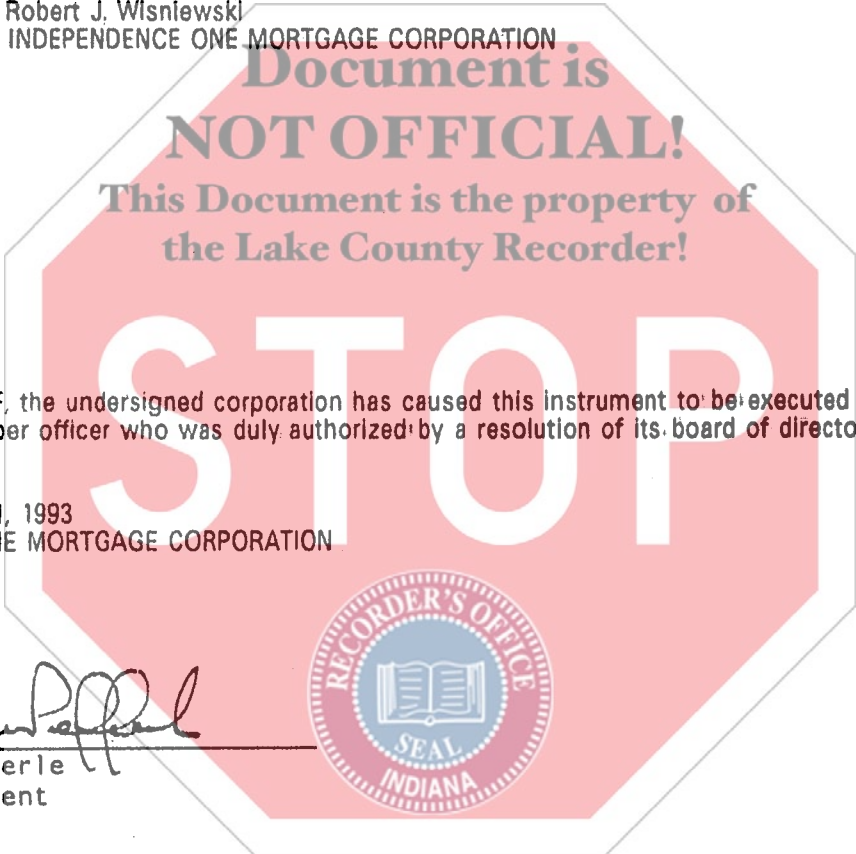 Robert J. Wisniewski
INDEPENDENCE ONE MORTGAGE CORPORATION
Document is
NOT OFFICIAL!
This Document is the property of
the Lake County Recorder!
STOP
, the undersigned corporation has caused this instrument to be executed
per officer who was duly authorized by a resolution of its board of directo
, 1993
E MORTGAGE CORPORATION
erle
ent
RECORDER'S OFFICE
SEAL
INDIANA